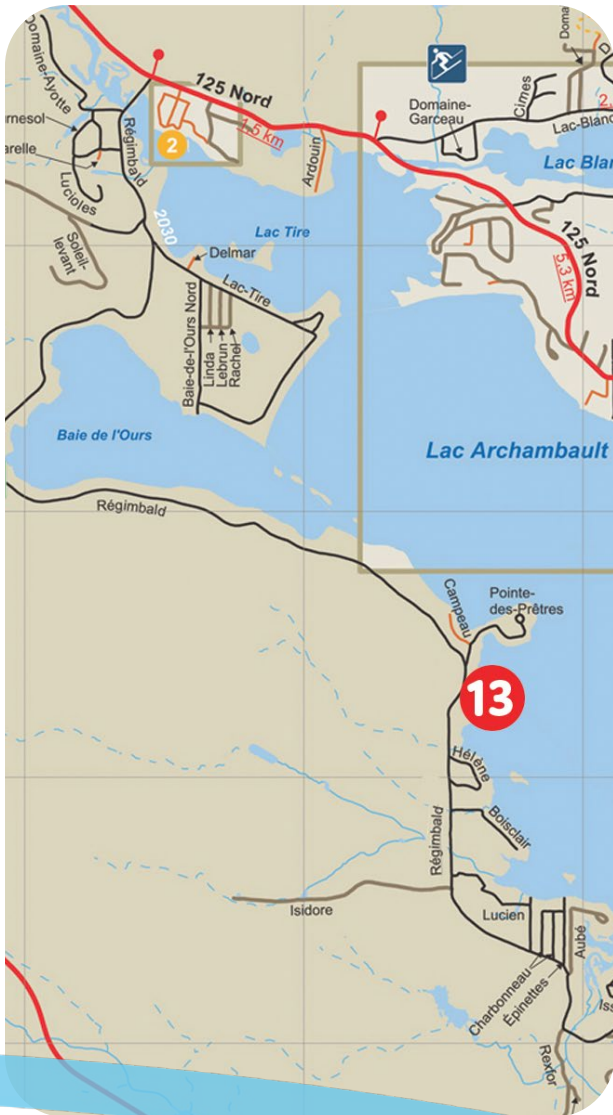 Domaine-Ayotte
125 Nord
1,5 km
Domaine-
Garceau
Cimes
Lac-Blanc
Lucioles
Régimbald
2
Ardouin
2030
Lac Tire
Soleil-
levant
Delmar
Lac-Tire
125 Nord
5,3 km
Baie-de-l'Ours Nord
Linda
Lebrun
Rachel
Baie de l'Ours
Lac Archambault
Régimbald
Campeau
Pointe-
des-Prêtres
13
Hélène
Boisclair
Régimbald
Isidore
Lucien
Aubé
Charbonneau
Épinettes
Rexfor